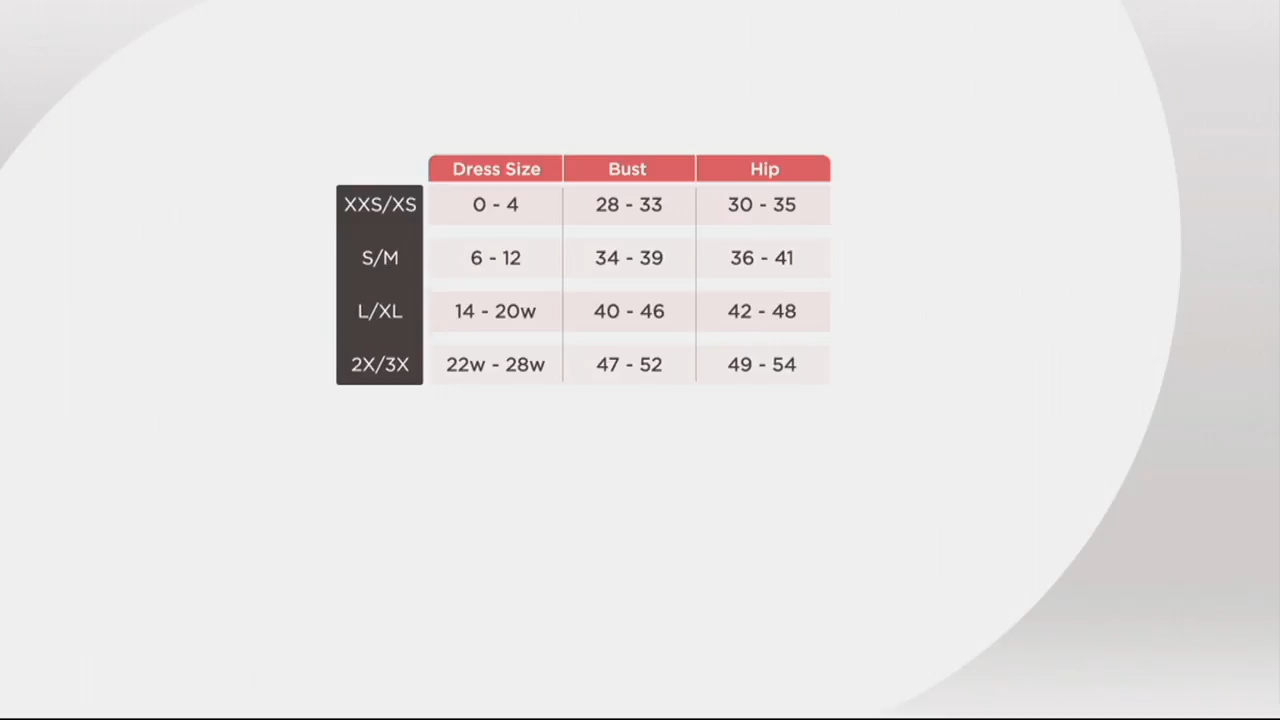 Dress Size Bust Hip
XXS/XS 0 - 4 28 - 33 30 - 35
S/M 6 - 12 34 - 39 36 - 41
L/XL 14 - 20w 40 - 46 42 - 48
2X/3X 22w - 28w 47 - 52 49 - 54